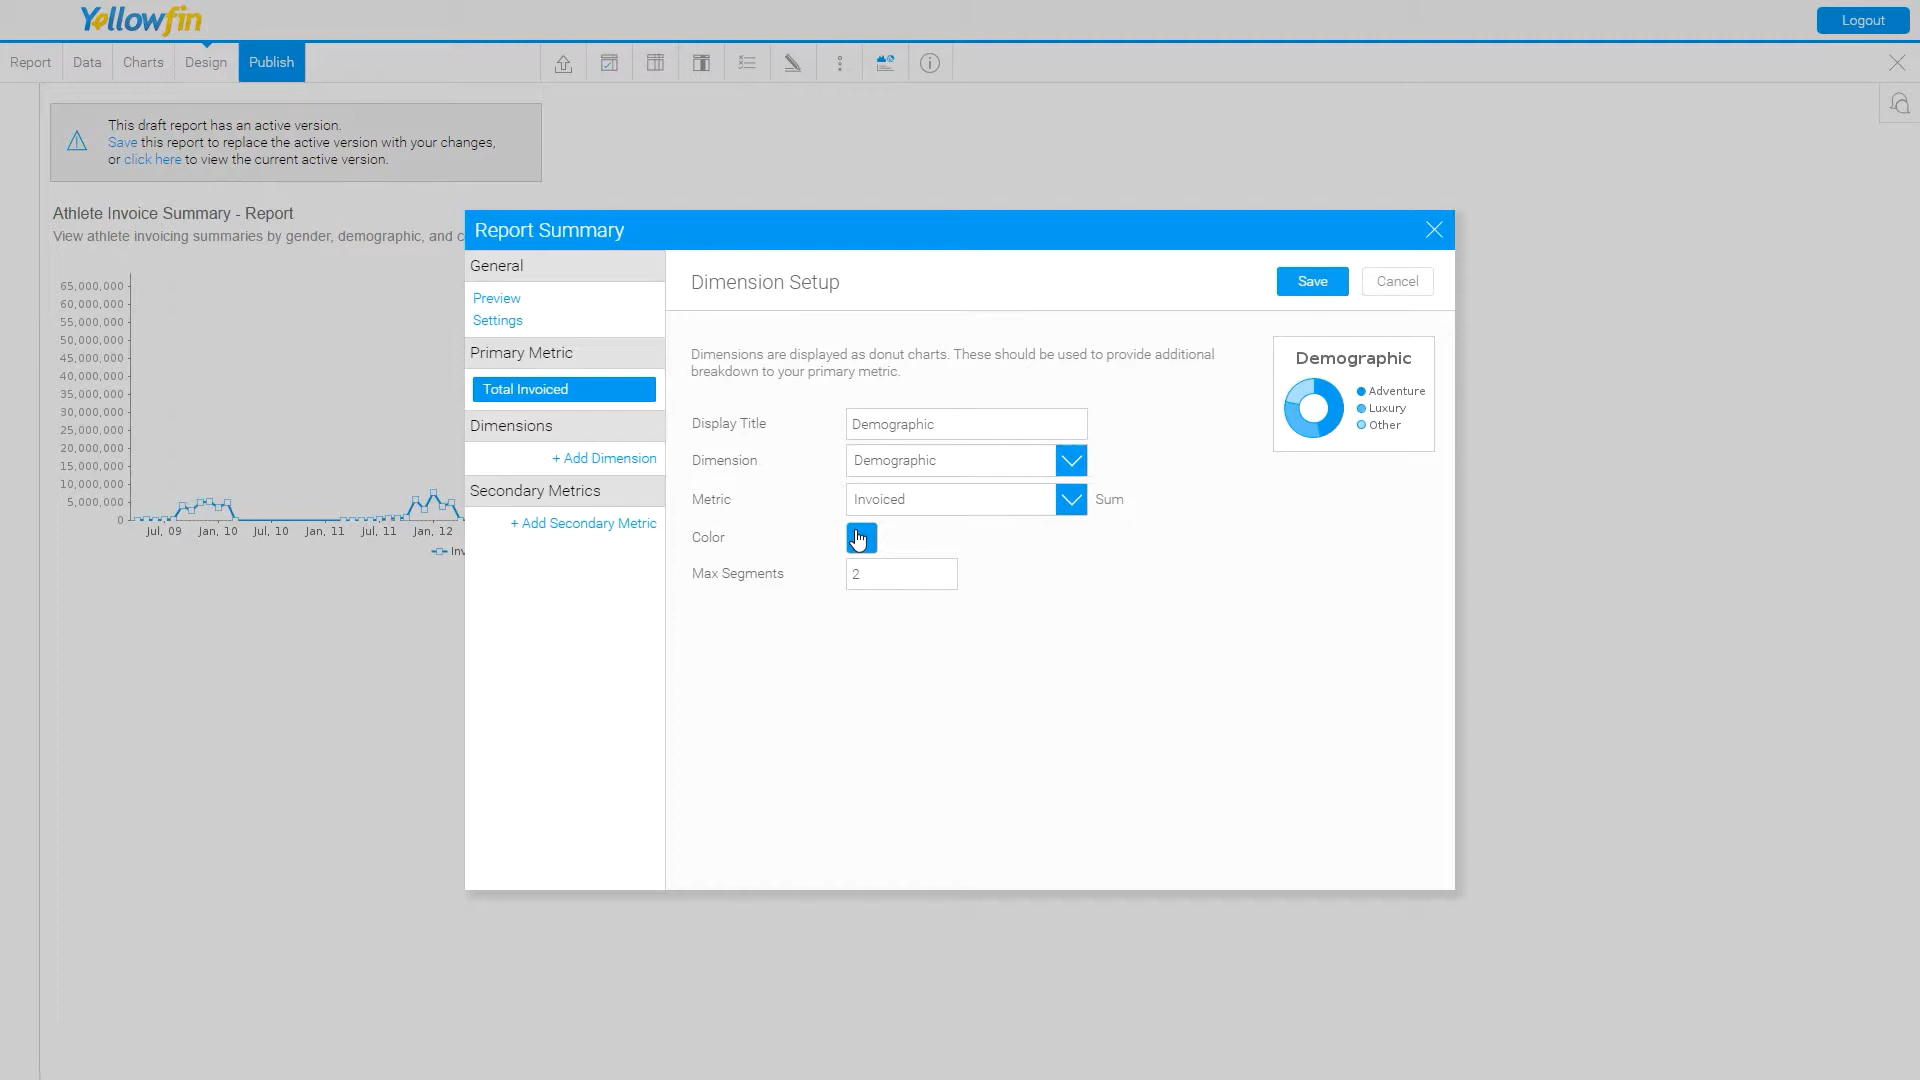 Yellowfin
Logout
Report
Data
Charts
Design
Publish
This draft report has an active version.
Save this report to replace the active version with your changes,
or click here to view the current active version.
Athlete Invoice Summary - Report
View athlete invoicing summaries by gender, demographic, and c
65,000,000
60,000,000
55,000,000
50,000,000
45,000,000
40,000,000
35,000,000
30,000,000
25,000,000
20,000,000
15,000,000
10,000,000
5,000,000
0
Jul, 09 Jan, 10 Jul, 10 Jan, 11 Jul, 11 Jan, 12
Inv
Report Summary
General
Preview
Settings
Primary Metric
Total Invoiced
Dimensions
+ Add Dimension
Secondary Metrics
+ Add Secondary Metric
Dimension Setup
Save
Cancel
Dimensions are displayed as donut charts. These should be used to provide additional
breakdown to your primary metric.
Display Title
Demographic
Dimension
Demographic
Metric
Invoiced
Sum
Color
Max Segments
2
Demographic
Adventure
Luxury
Other